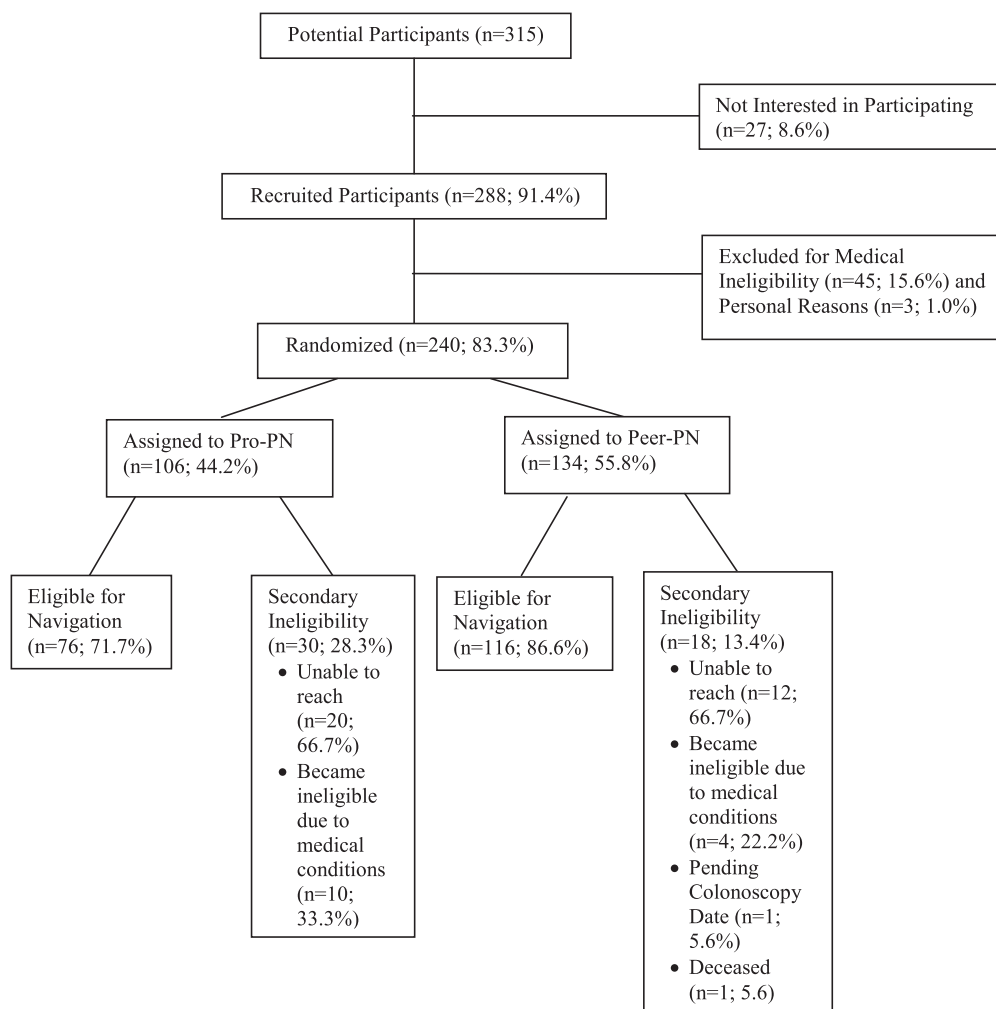 Potential Participants (n=315)
Not Interested in Participating
(n=27; 8.6%)
Recruited Participants (n=288; 91.4%)
Excluded for Medical
Ineligibility (n=45; 15.6%) and
Personal Reasons (n=3; 1.0%)
Randomized (n=240; 83.3%)
Assigned to Pro-PN
(n=106; 44.2%)
Assigned to Peer-PN
(n=134; 55.8%)
Eligible for
Navigation
(n=76; 71.7%)
Secondary
Ineligibility
(n=30; 28.3%)
• Unable to
reach
(n=20;
66.7%)
• Became
ineligible
due to
medical
conditions
(n=10;
33.3%)
Eligible for
Navigation
(n=116; 86.6%)
Secondary
Ineligibility
(n=18; 13.4%)
• Unable to
reach (n=12;
66.7%)
• Became
ineligible due
to medical
conditions
(n=4; 22.2%)
• Pending
Colonoscopy
Date (n=1;
5.6%)
• Deceased
(n=1; 5.6)